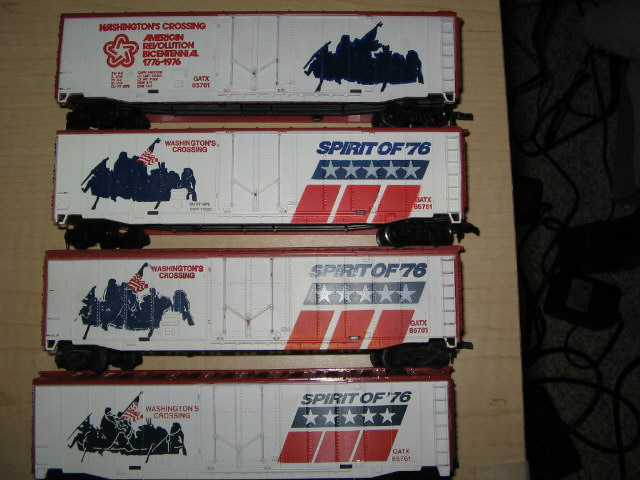 WASHINGTON'S CROSSING
AMERICAN
REVOLUTION
BICENTENNIAL
1776-1976
GATX
85761
WASHINGTON'S
CROSSING
SPIRIT OF '76
GATX
85761
WASHINGTON'S
CROSSING
SPIRIT OF '76
GATX
85761
WASHINGTON'S
CROSSING
SPIRIT OF '76
GATX
85761